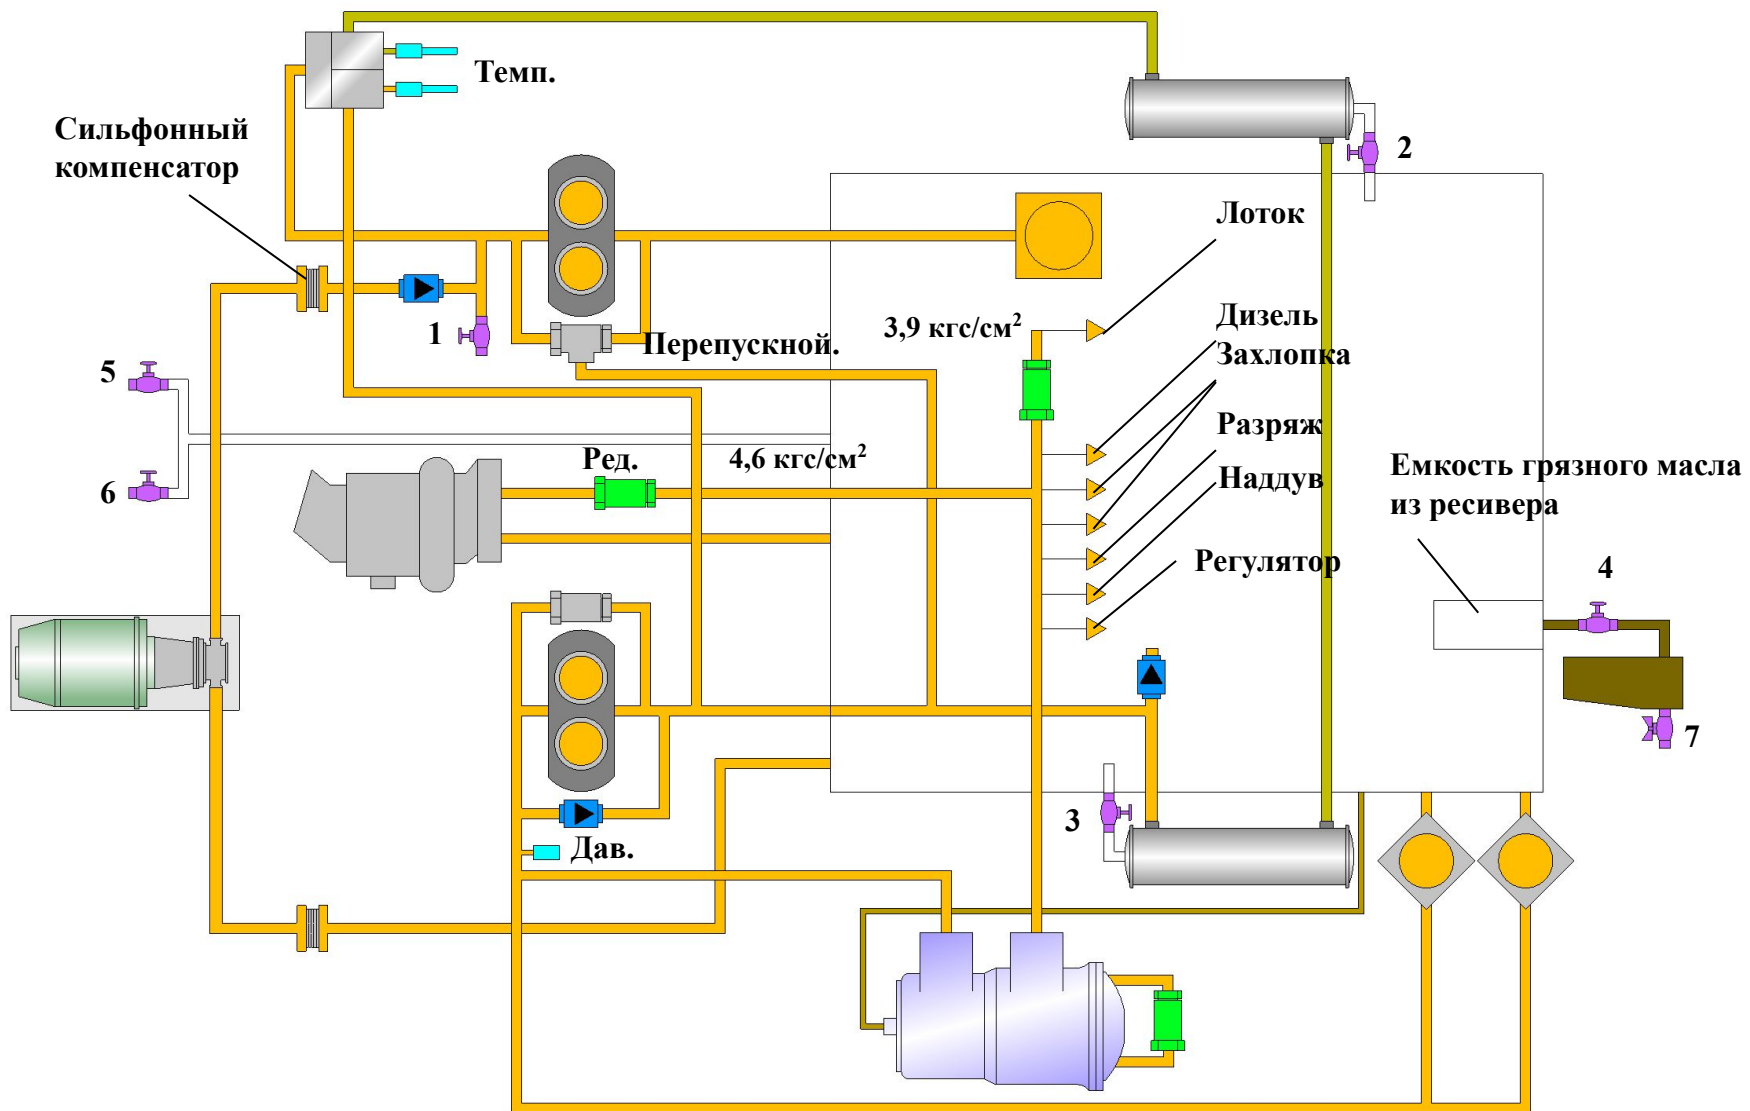 Темп.
Сильфонный
компенсатор
2
Лоток
1
3,9 кгс/см²
Дизель
Перепускной.
Захлопка
5
Разряж
4,6 кгс/см²
Ред.
Наддув
Емкость грязного масла
из ресивера
6
Регулятор
4
7
3
Дав.